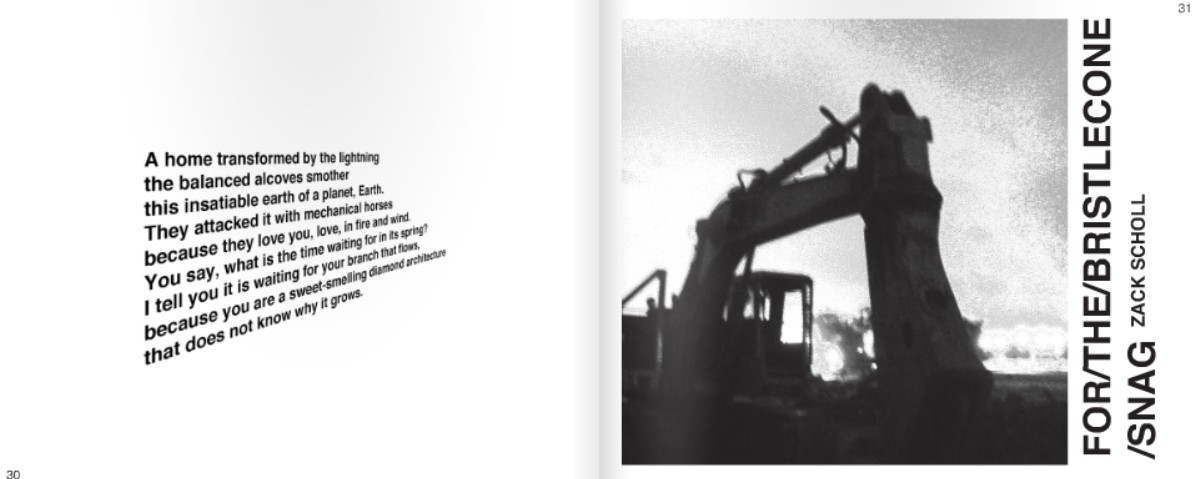 A home transformed by the lightning
the balanced alcoves smother
this insatiable earth of a planet, Earth.
They attacked it with mechanical horses
because they love you, love, in fire and wind.
You say, what is the time waiting for in its spring?
I tell you it is waiting for your branch that flows,
because you are a sweet-smelling diamond architecture
that does not know why it grows.
30
31
FOR/THE/BRISTLECONE
/SNAG ZACK SCHOLL